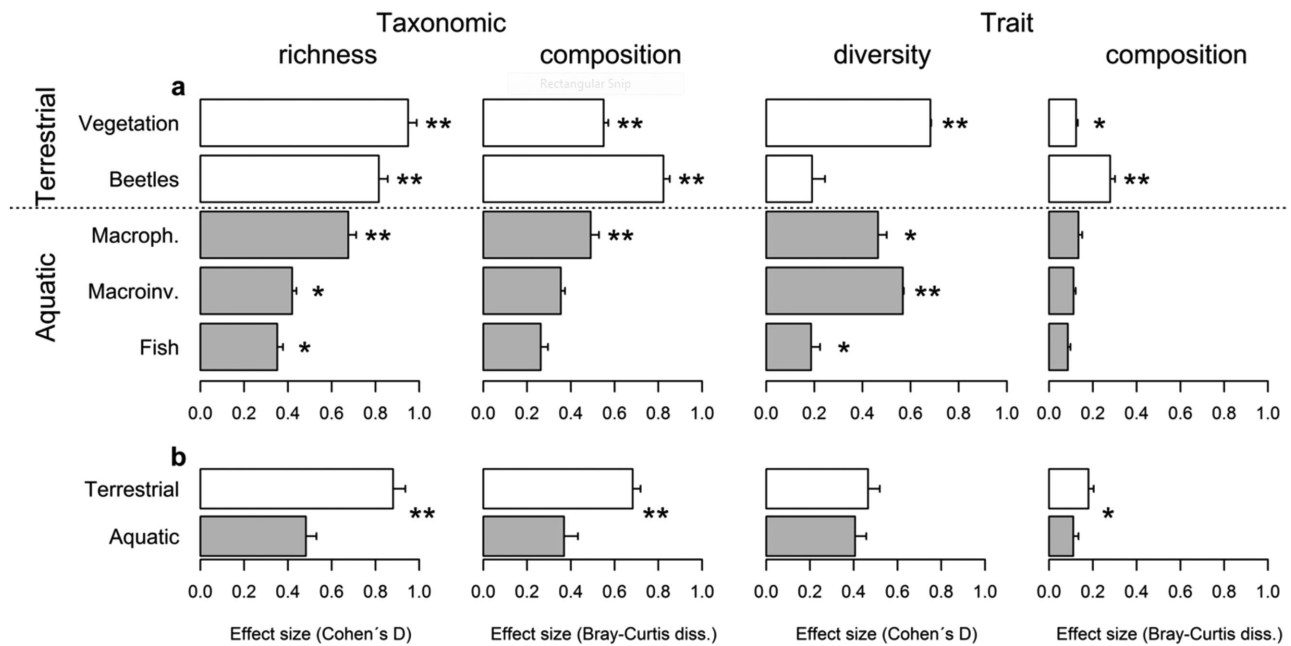 Taxonomic Trait
richness composition diversity composition
Rectangular Snip
a
Terrestrial
Vegetation ** ** ** *
Beetles ** ** **
Aquatic
Macroph. ** ** *
Macroinv. * **
Fish * *
0.0 0.2 0.4 0.6 0.8 1.0 0.0 0.2 0.4 0.6 0.8 1.0 0.0 0.2 0.4 0.6 0.8 1.0 0.0 0.2 0.4 0.6 0.8 1.0
b
Terrestrial
** ** *
Aquatic
0.0 0.2 0.4 0.6 0.8 1.0 0.0 0.2 0.4 0.6 0.8 1.0 0.0 0.2 0.4 0.6 0.8 1.0 0.0 0.2 0.4 0.6 0.8 1.0
Effect size (Cohen´s D) Effect size (Bray-Curtis diss.) Effect size (Cohen´s D) Effect size (Bray-Curtis diss.)